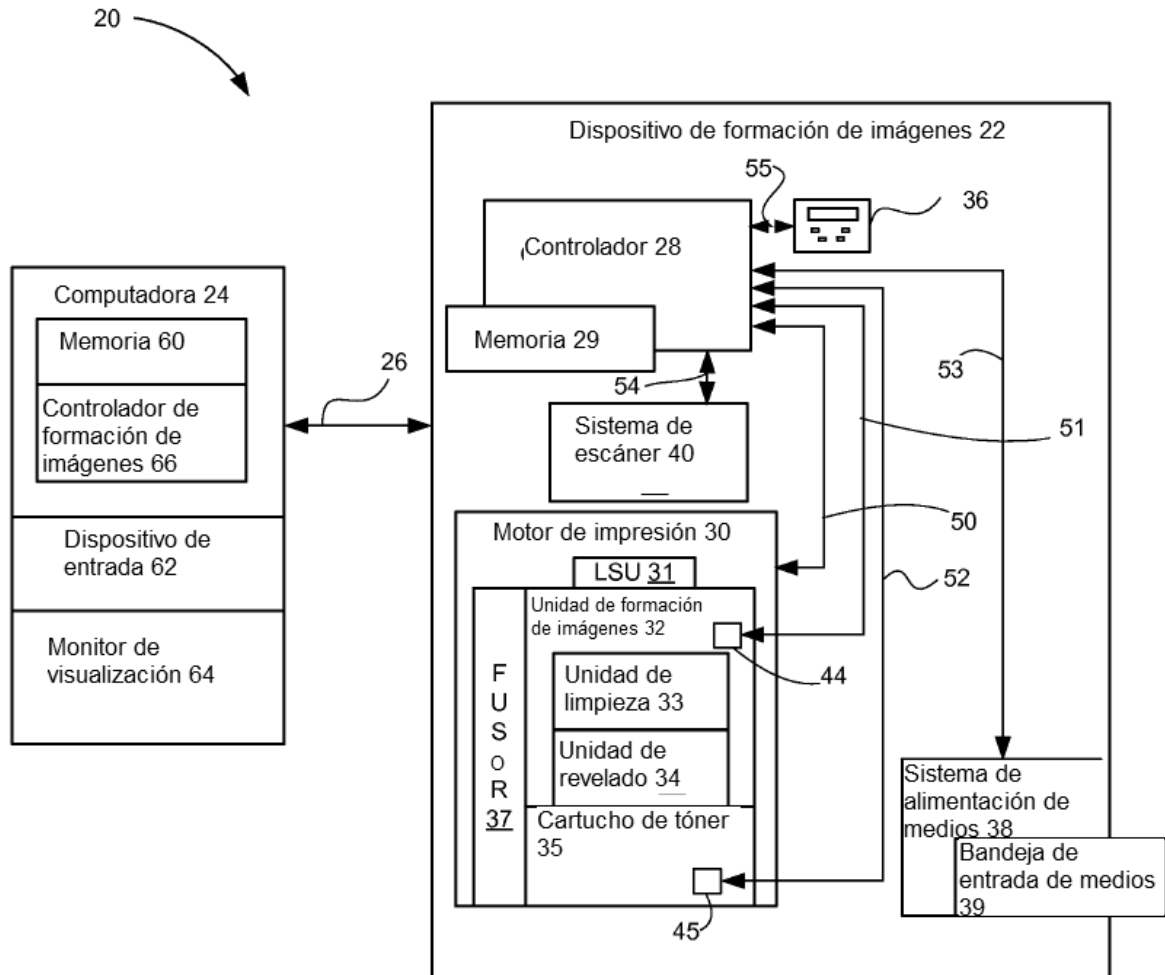 20
Dispositivo de formación de imágenes 22
55
36
Controlador 28
Memoria 29
54
Sistema de
escáner 40
Computadora 24
Memoria 60
Controlador de
formación de
imágenes 66
Dispositivo de
entrada 62
Monitor de
visualización 64
26
53
51
50
52
Motor de impresión 30
LSU 31
Unidad de formación
de imágenes 32
44
Unidad de
limpieza 33
Unidad de
revelado 34
F
U
S
O
R
37
Cartucho de tóner
35
45
Sistema de
alimentación de
medios 38
Bandeja de
entrada de medios
39